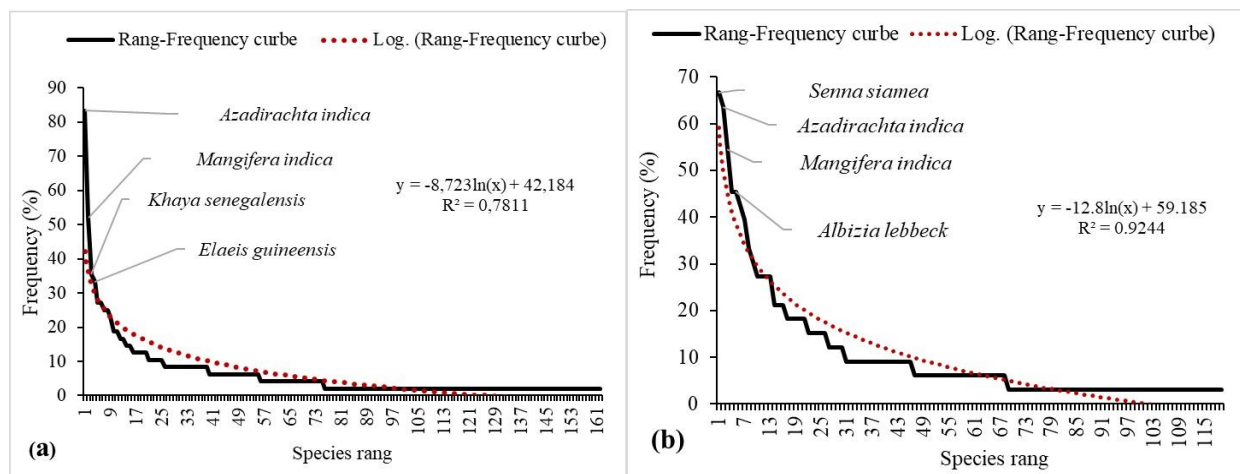 Rang-Frequency curbe
Log. (Rang-Frequency curbe)
90
80
70
60
50
40
30
20
10
0
Frequency (%)
Azadirachta indica
Mangifera indica
Khaya senegalensis
Elaeis guineensis
y = -8,723ln(x) + 42,184
R² = 0,7811
1 9 17 25 33 41 49 57 65 73 81 89 97 105 113 121 129 137 145 153 161
Species rang
(a)
Rang-Frequency curbe
Log. (Rang-Frequency curbe)
70
60
50
40
30
20
10
0
Frequency (%)
Senna siamea
Azadirachta indica
Mangifera indica
Albizia lebbeck
y = -12.8ln(x) + 59.185
R² = 0.9244
1 7 13 19 25 31 37 43 49 55 61 67 73 79 85 91 97 103 109 115
Species rang
(b)